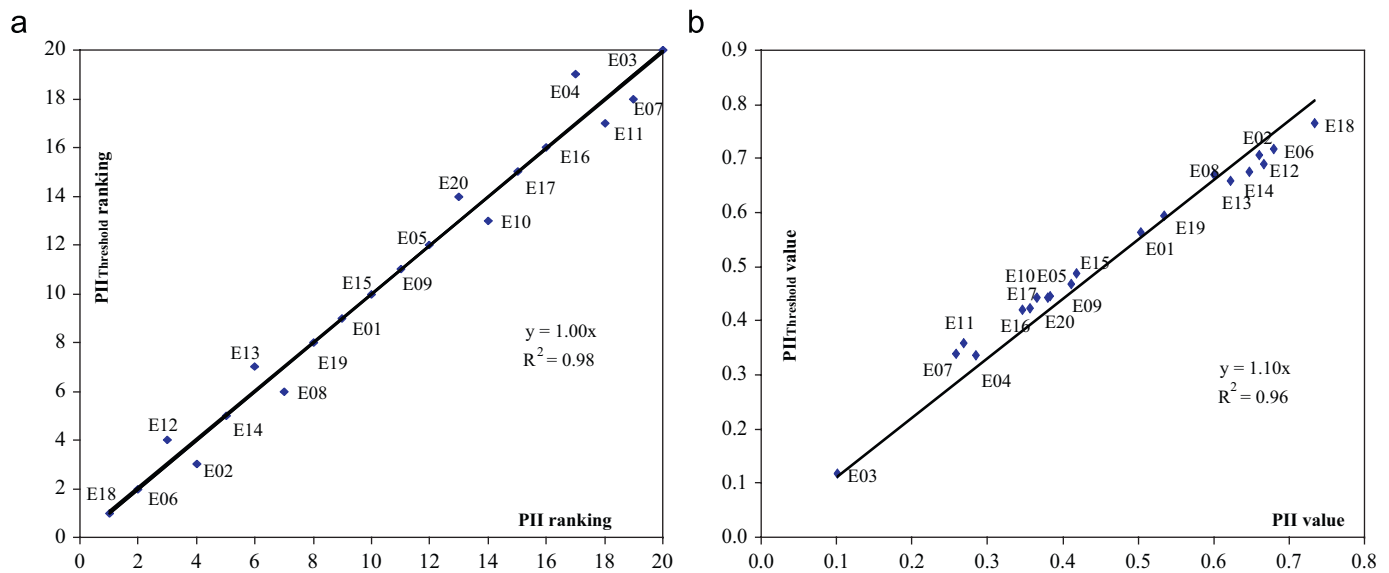 a
20
18
16
14
12
10
8
6
4
2
0
PII Threshold ranking
E03
E04
E07
E11
E16
E20
E17
E10
E05
E15
E09
E01
E13
E19
E08
E12
E14
E02
E18
E06
y = 1.00x
R2 = 0.98
PII ranking
0 2 4 6 8 10 12 14 16 18 20
b
0.9
0.8
0.7
0.6
0.5
0.4
0.3
0.2
0.1
0.0
PII Threshold value
E18
E02
E06
E08
E12
E14
E13
E19
E01
E15
E10 E05
E17
E09
E16 E20
E11
E07
E04
E03
y = 1.10x
R2 = 0.96
PII value
0.0 0.1 0.2 0.3 0.4 0.5 0.6 0.7 0.8